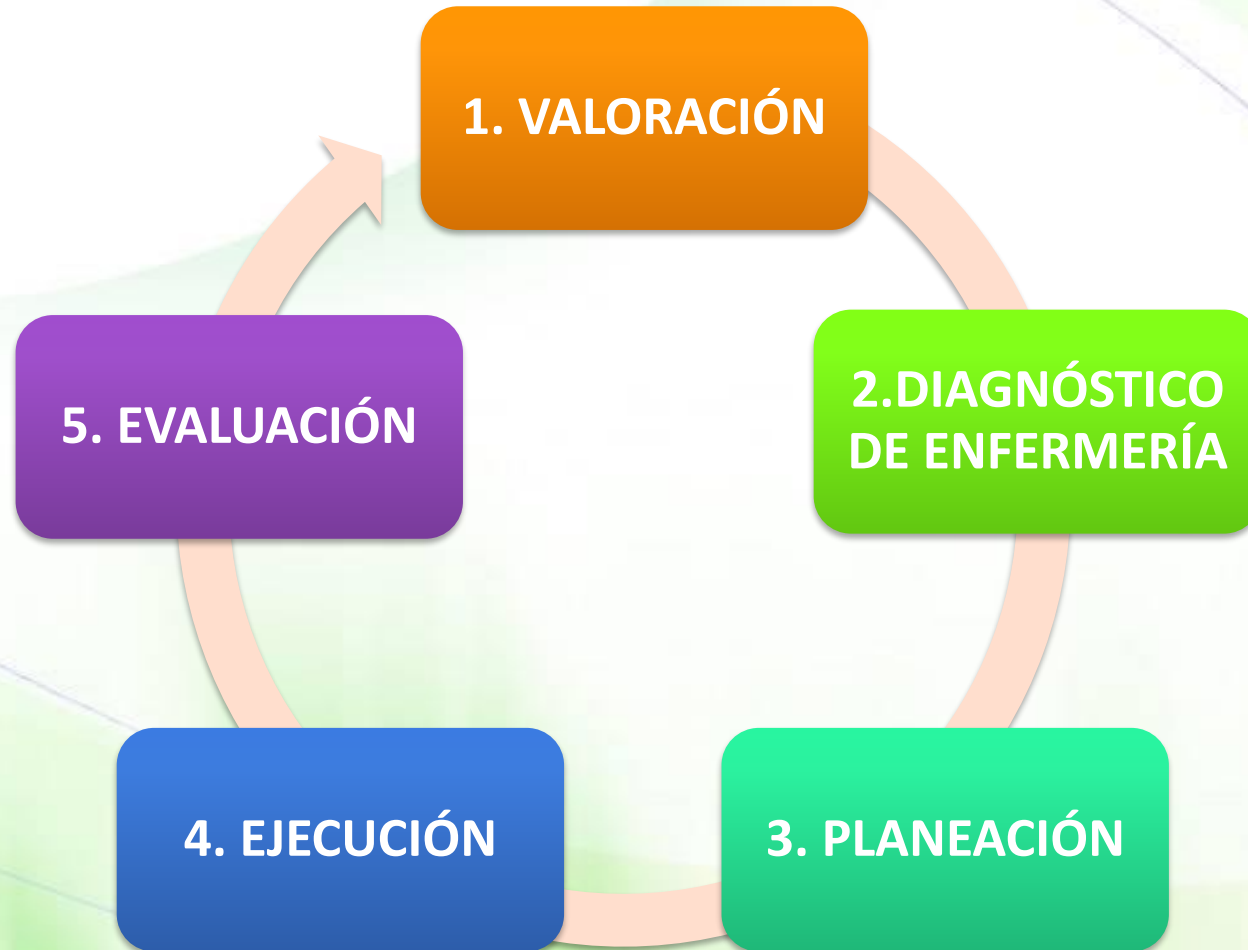 1. VALORACIÓN
2.DIAGNÓSTICO
DE ENFERMERÍA
3. PLANEACIÓN
4. EJECUCIÓN
5. EVALUACIÓN